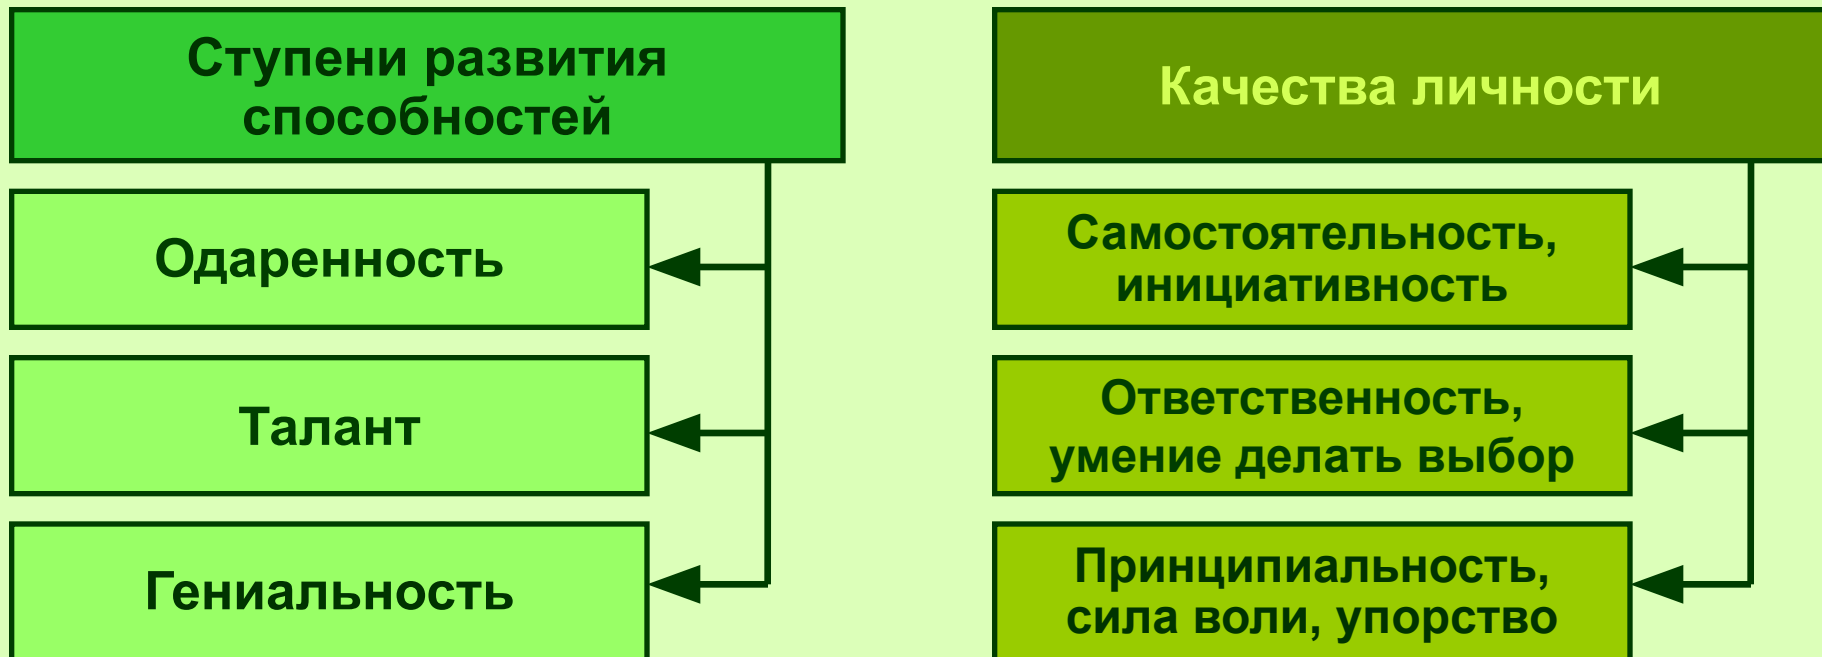 Ступени развития
способностей
Одаренность
Талант
Гениальность
Качества личности
Самостоятельность,
инициативность
Ответственность,
умение делать выбор
Принципиальность,
сила воли, упорство